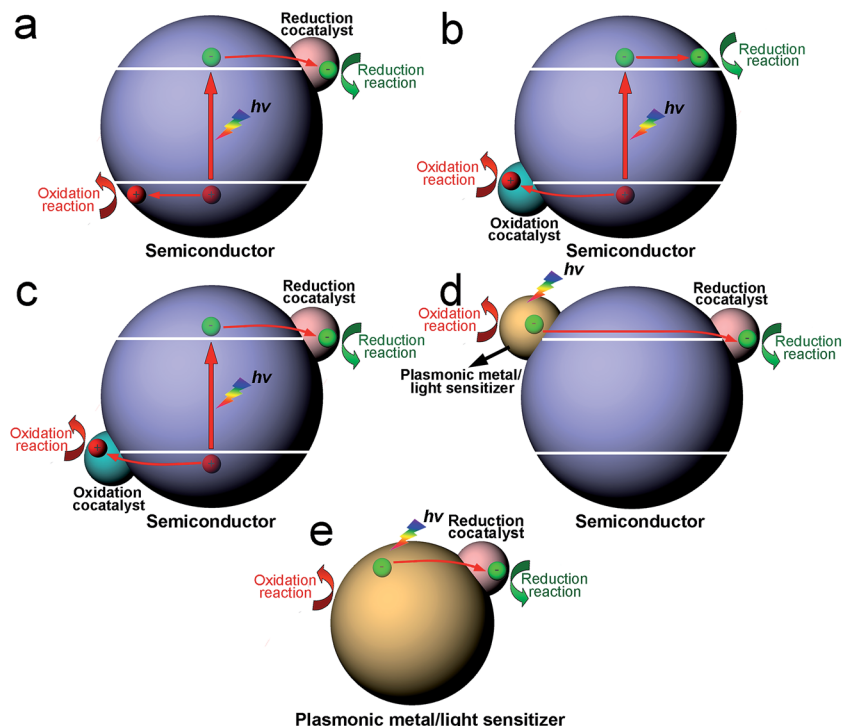 a
Reduction
cocatalyst
-
-
Reduction
reaction
hv
Oxidation
reaction
+
Semiconductor
b
-
-
Reduction
reaction
hv
Oxidation
reaction
+
Oxidation
cocatalyst
Semiconductor
c
Reduction
cocatalyst
-
-
Reduction
reaction
hv
Oxidation
reaction
+
Oxidation
cocatalyst
Semiconductor
d
hv
Reduction
cocatalyst
Oxidation
reaction
-
-
Reduction
reaction
Plasmonic metal/
light sensitizer
Semiconductor
e
hv
Reduction
cocatalyst
Oxidation
reaction
-
-
Reduction
reaction
Plasmonic metal/light sensitizer